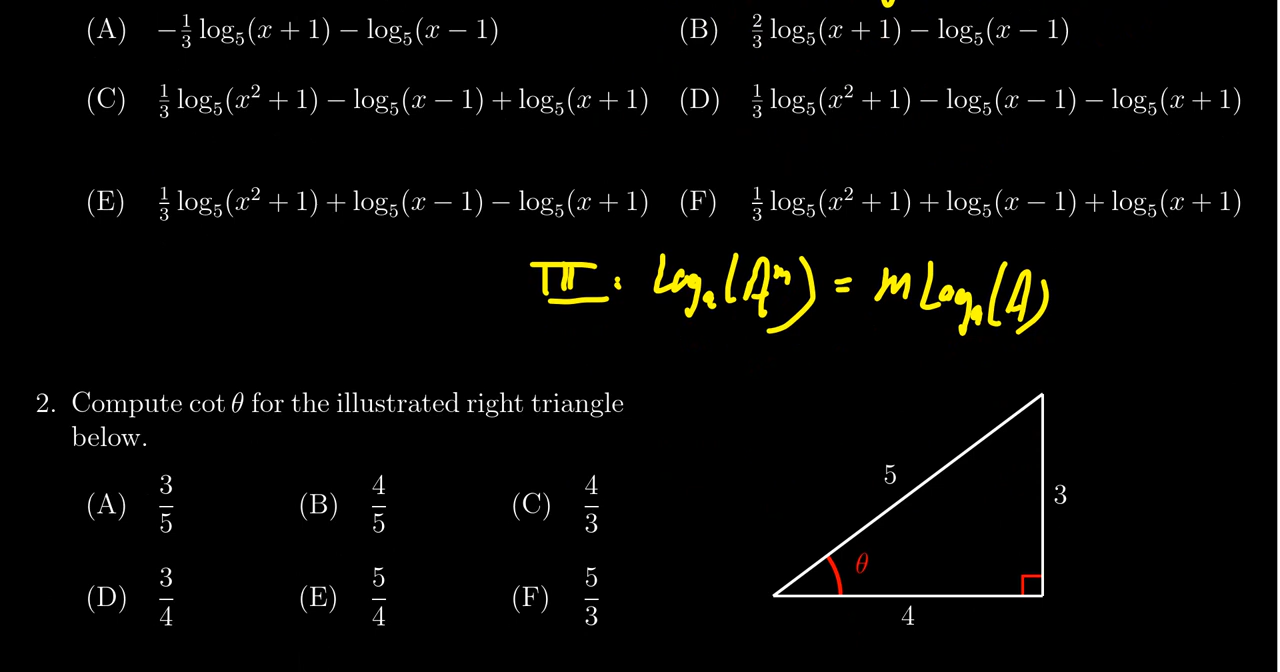 (A) −1/3 log₅(x + 1) − log₅(x − 1) (B) 2/3 log₅(x + 1) − log₅(x − 1)
(C) 1/3 log₅(x² + 1) − log₅(x − 1) + log₅(x + 1) (D) 1/3 log₅(x² + 1) − log₅(x − 1) − log₅(x + 1)
(E) 1/3 log₅(x² + 1) + log₅(x − 1) − log₅(x + 1) (F) 1/3 log₅(x² + 1) + log₅(x − 1) + log₅(x + 1)
III : Logₐ(Aᵐ) = m Logₐ(A)
2. Compute cot θ for the illustrated right triangle
below.
(A) 3/5 (B) 4/5 (C) 4/3
(D) 3/4 (E) 5/4 (F) 5/3
5
3
θ
4